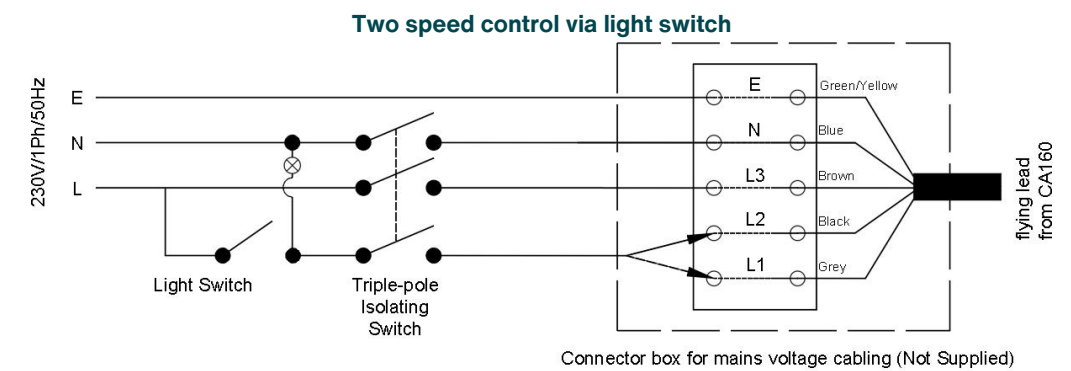 Two speed control via light switch
230V/1Ph/50Hz
E
N
L
E
N
L3
L2
L1
Green/Yellow
Blue
Brown
Black
Grey
flying lead
from CA160
Light Switch
Triple-pole
Isolating
Switch
Connector box for mains voltage cabling (Not Supplied)